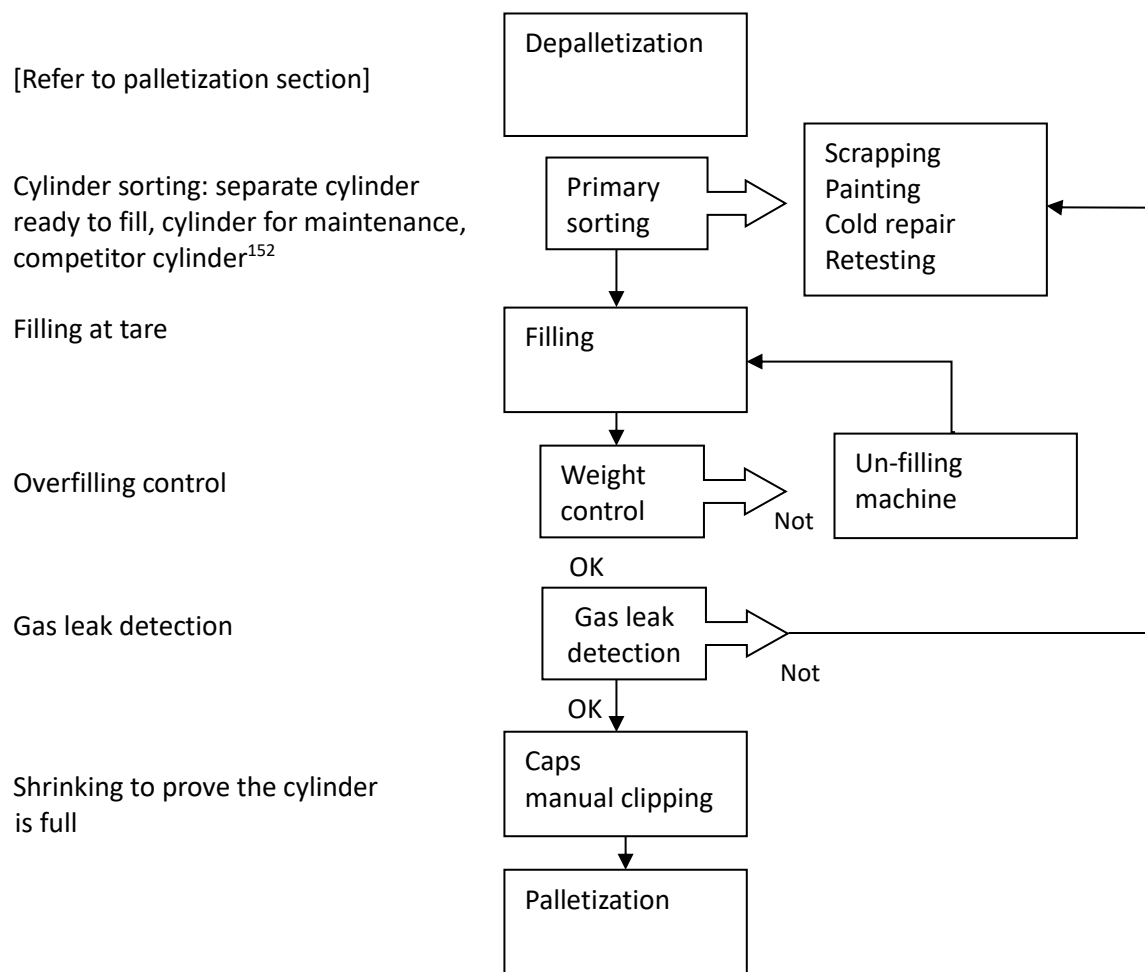 Depalletization
[Refer to palletization section]
Scrapping
Painting
Cold repair
Retesting
Cylinder sorting: separate cylinder
ready to fill, cylinder for maintenance,
competitor cylinder152
Primary
sorting
Filling at tare
Filling
Overfilling control
Weight
control
Not
Un-filling
machine
OK
Gas leak detection
Gas leak
detection
Not
OK
Shrinking to prove the cylinder
is full
Caps
manual clipping
Palletization